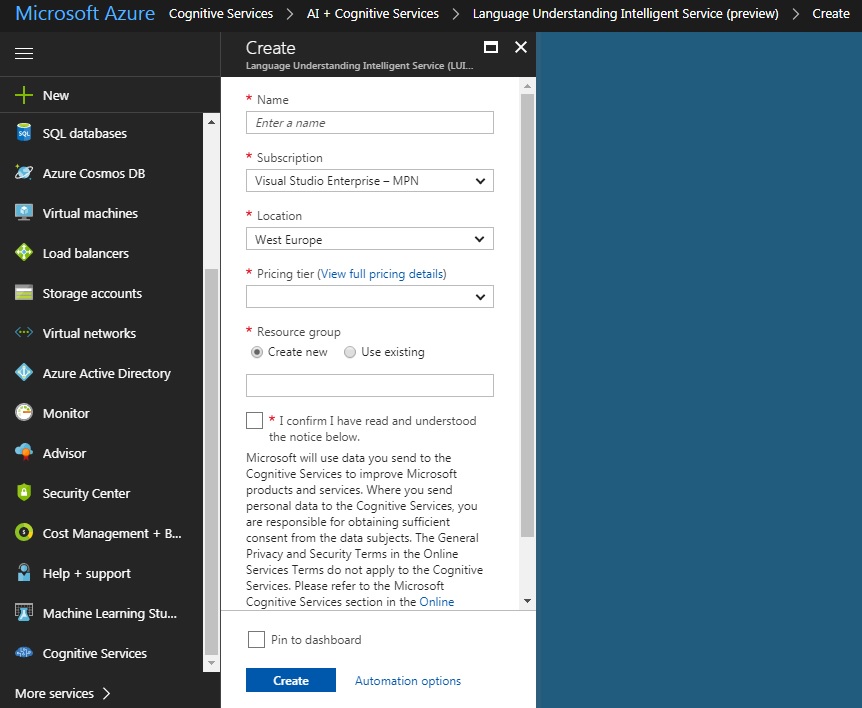 Microsoft Azure Cognitive Services > AI + Cognitive Services > Language Understanding Intelligent Service (preview) > Create
New
SQL databases
Azure Cosmos DB
Virtual machines
Load balancers
Storage accounts
Virtual networks
Azure Active Directory
Monitor
Advisor
Security Center
Cost Management + B...
Help + support
Machine Learning Stu...
Cognitive Services
More services >
Create
Language Understanding Intelligent Service (LUI...
* Name
Enter a name
* Subscription
Visual Studio Enterprise – MPN
* Location
West Europe
* Pricing tier (View full pricing details)
* Resource group
Create new Use existing
* I confirm I have read and understood
the notice below.
Microsoft will use data you send to the
Cognitive Services to improve Microsoft
products and services. Where you send
personal data to the Cognitive Services, you
are responsible for obtaining sufficient
consent from the data subjects. The General
Privacy and Security Terms in the Online
Services Terms do not apply to the Cognitive
Services. Please refer to the Microsoft
Cognitive Services section in the Online
Pin to dashboard
Create Automation options